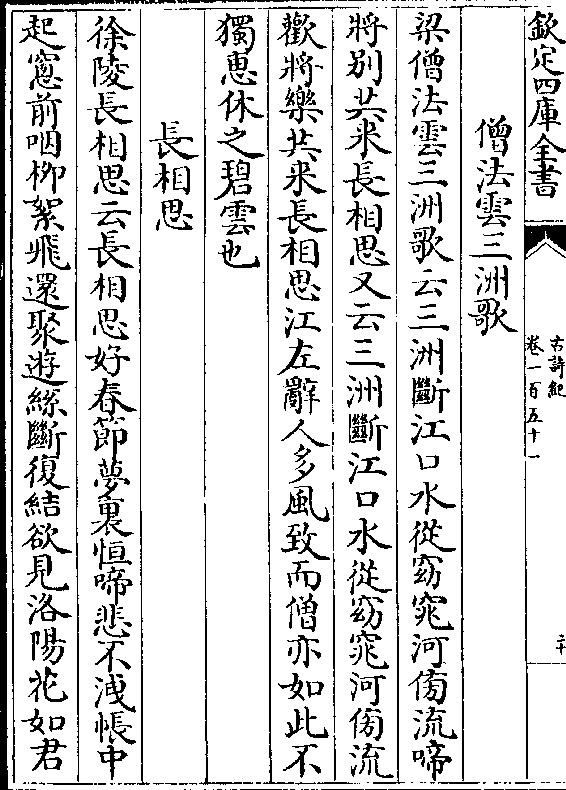 欽定四庫全書
古詩紀
卷一百五十一
二十
僧法雲三洲歌
梁僧法雲三洲歌云三洲斷江口水從窈窕河傍流啼
將别共來長相思又云三洲斷江口水從窈窕河傍流
歡將樂共來長相思江左辭人多風致而僧亦如此不
獨惠休之碧雲也
長相思
徐陵長相思云長相思好春節夢裏恒啼悲不洩帳中
起窻前咽柳絮飛還聚遊絲斷復結欲見洛陽花如君